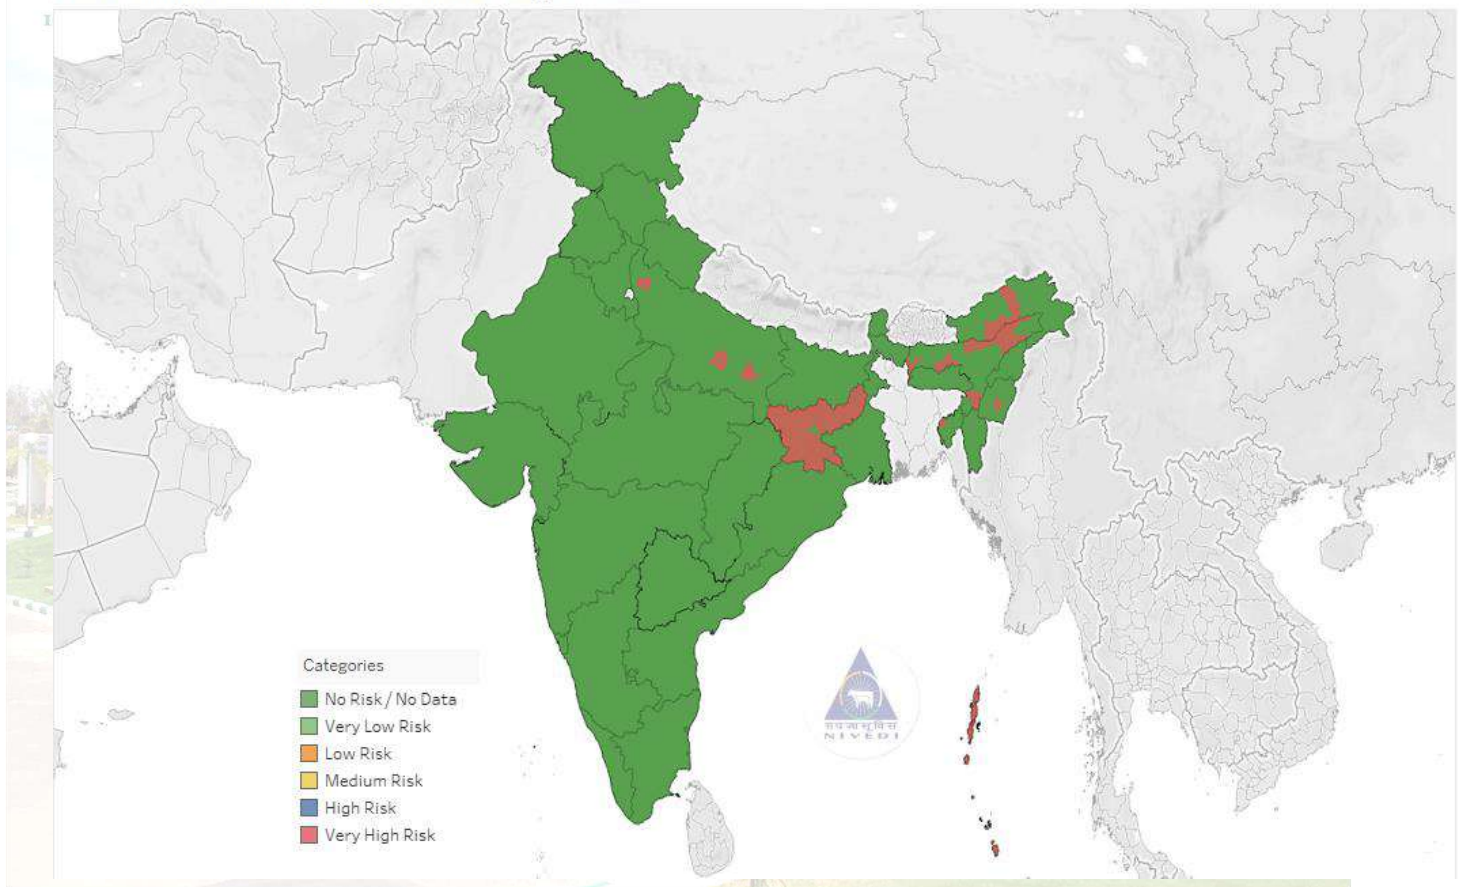 Categories
No Risk / No Data
Very Low Risk
Low Risk
Medium Risk
High Risk
Very High Risk
NIVEDI